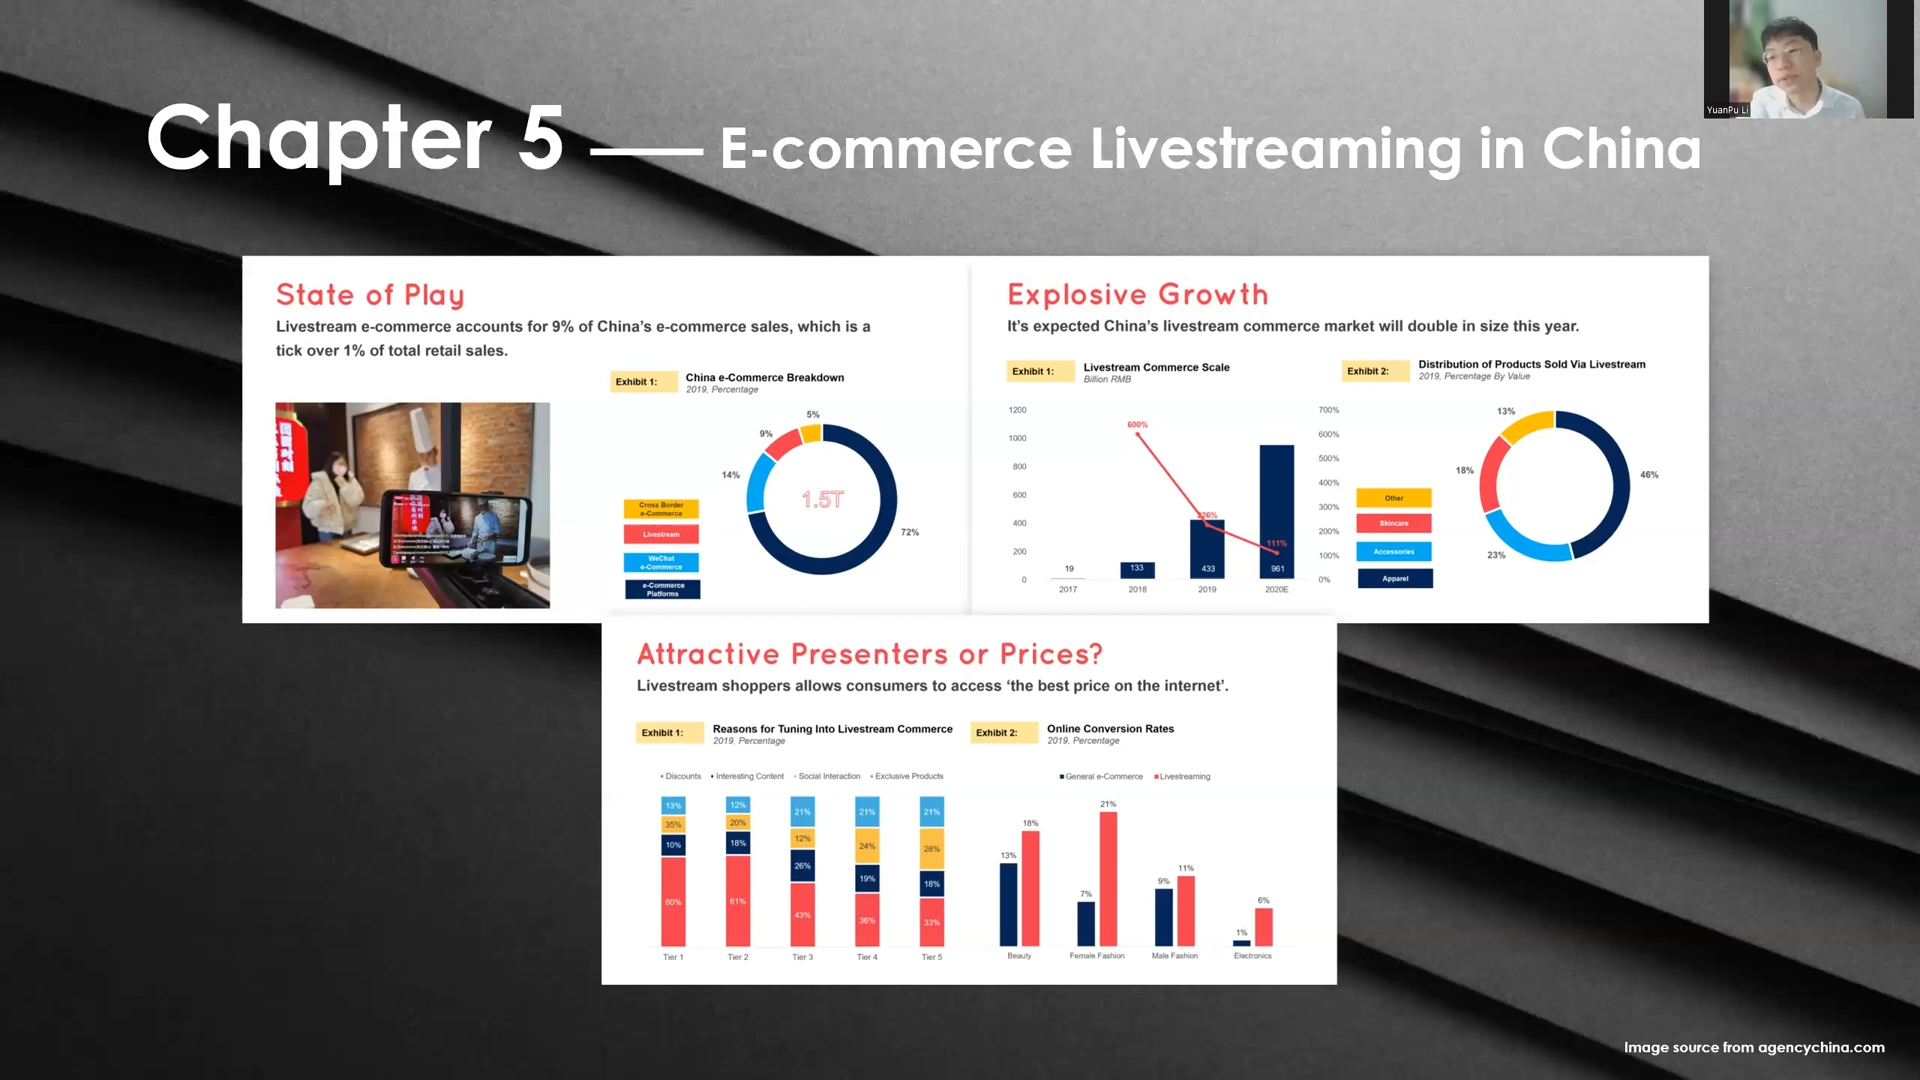 YuanPu Li
Chapter 5 —— E-commerce Livestreaming in China
State of Play
Livestream e-commerce accounts for 9% of China's e-commerce sales, which is a
tick over 1% of total retail sales.
Exhibit 1:
China e-Commerce Breakdown
2019, Percentage
5%
9%
14%
1.5T
72%
Cross Border
e-Commerce
Livestream
WeChat
e-Commerce
e-Commerce
Platforms
Explosive Growth
It's expected China's livestream commerce market will double in size this year.
Exhibit 1:
Livestream Commerce Scale
Billion RMB
1200
1000
800
600
400
200
0
600%
226%
111%
19
133
433
961
2017
2018
2019
2020E
700%
600%
500%
400%
300%
200%
100%
0%
Exhibit 2:
Distribution of Products Sold Via Livestream
2019, Percentage By Value
13%
18%
46%
23%
Other
Skincare
Accessories
Apparel
Attractive Presenters or Prices?
Livestream shoppers allows consumers to access ‘the best price on the internet’.
Exhibit 1:
Reasons for Tuning Into Livestream Commerce
2019, Percentage
Discounts Interesting Content Social Interaction Exclusive Products
13% 12% 21% 21% 21%
35% 20% 12% 24% 28%
10% 18% 26% 19% 18%
60% 61% 43% 36% 33%
Tier 1 Tier 2 Tier 3 Tier 4 Tier 5
Exhibit 2:
Online Conversion Rates
2019, Percentage
General e-Commerce Livestreaming
13% 18%
7% 21%
9% 11%
1% 6%
Beauty Female Fashion Male Fashion Electronics
Image source from agencychina.com